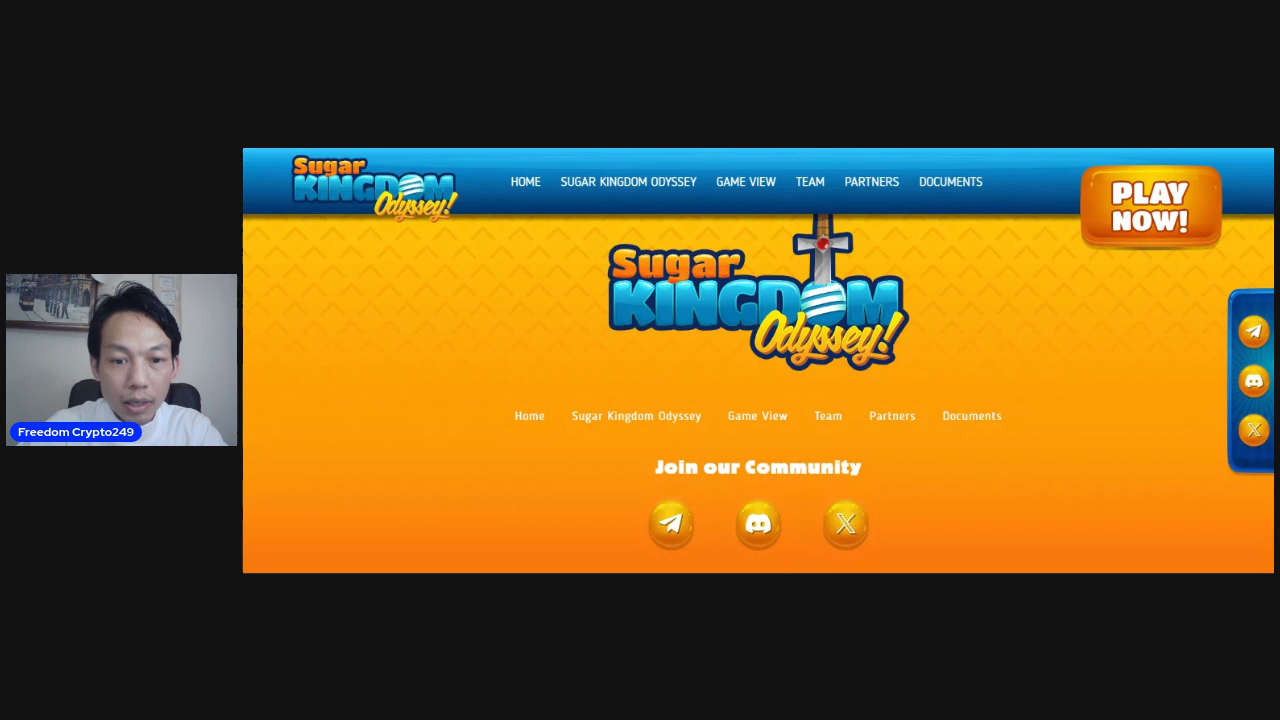 Sugar
KINGDOM
Odyssey!
HOME SUGAR KINGDOM ODYSSEY GAME VIEW TEAM PARTNERS DOCUMENTS
PLAY
NOW!
Sugar
KINGDOM
Odyssey!
Home Sugar Kingdom Odyssey Game View Team Partners Documents
Join our Community
Freedom Crypto249